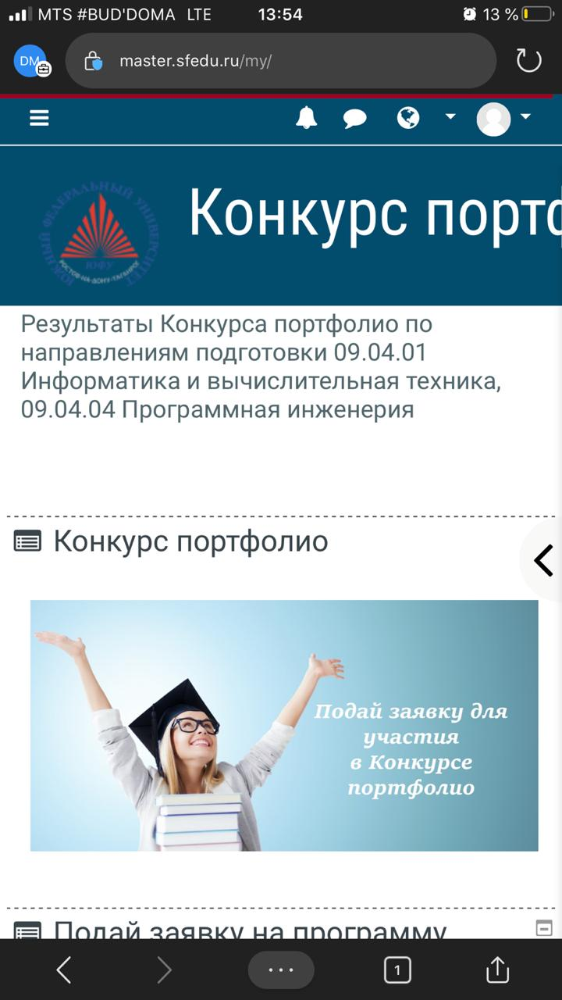 MTS #BUD'DOMA LTE 13:54 13 %
DM master.sfedu.ru/my/
ЮЖНЫЙ ФЕДЕРАЛЬНЫЙ УНИВЕРСИТЕТ
ЮФУ
РОСТОВ-НА-ДОНУ-ТАГАНРОГ
Конкурс портф
Результаты Конкурса портфолио по
направлениям подготовки 09.04.01
Информатика и вычислительная техника,
09.04.04 Программная инженерия
Конкурс портфолио
Подай заявку для
участия
в Конкурсе
портфолио
Подай заявку на программу
1